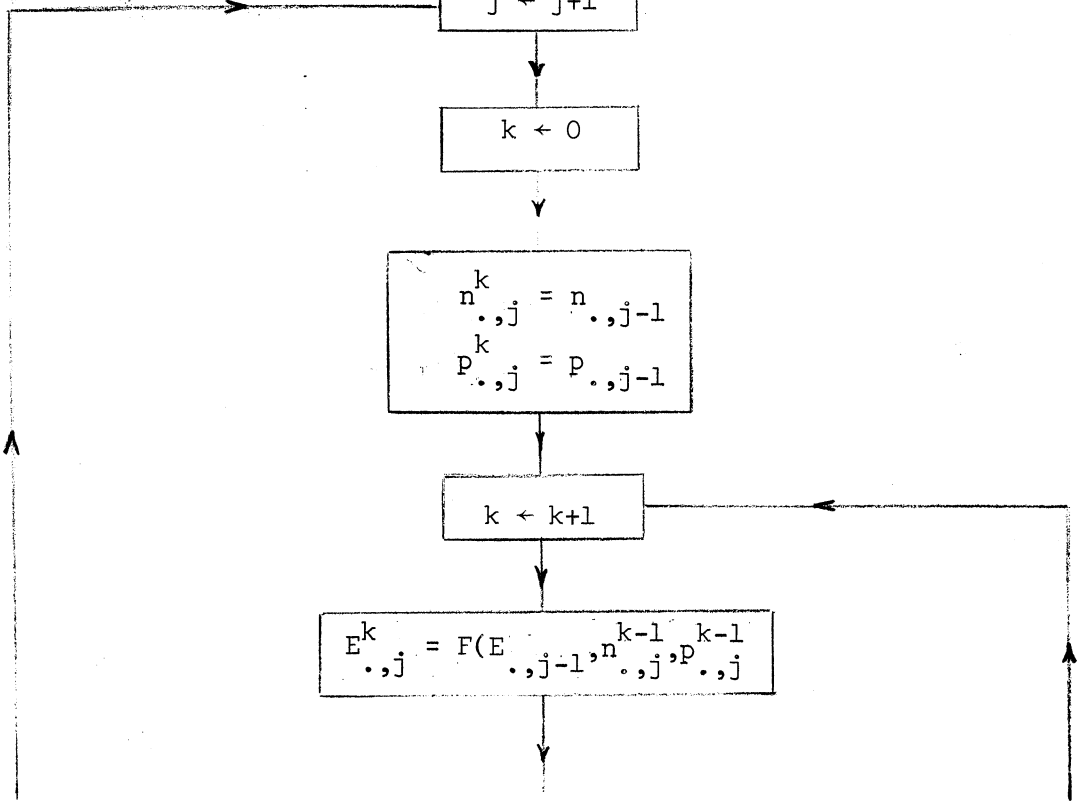 j ← j+1
k ← 0
n^k_{.,j} = n_{.,j-1}
p^k_{.,j} = p_{.,j-1}
k ← k+1
E^k_{.,j} = F(E_{.,j-1},n^{k-1}_{.,j},p^{k-1}_{.,j}